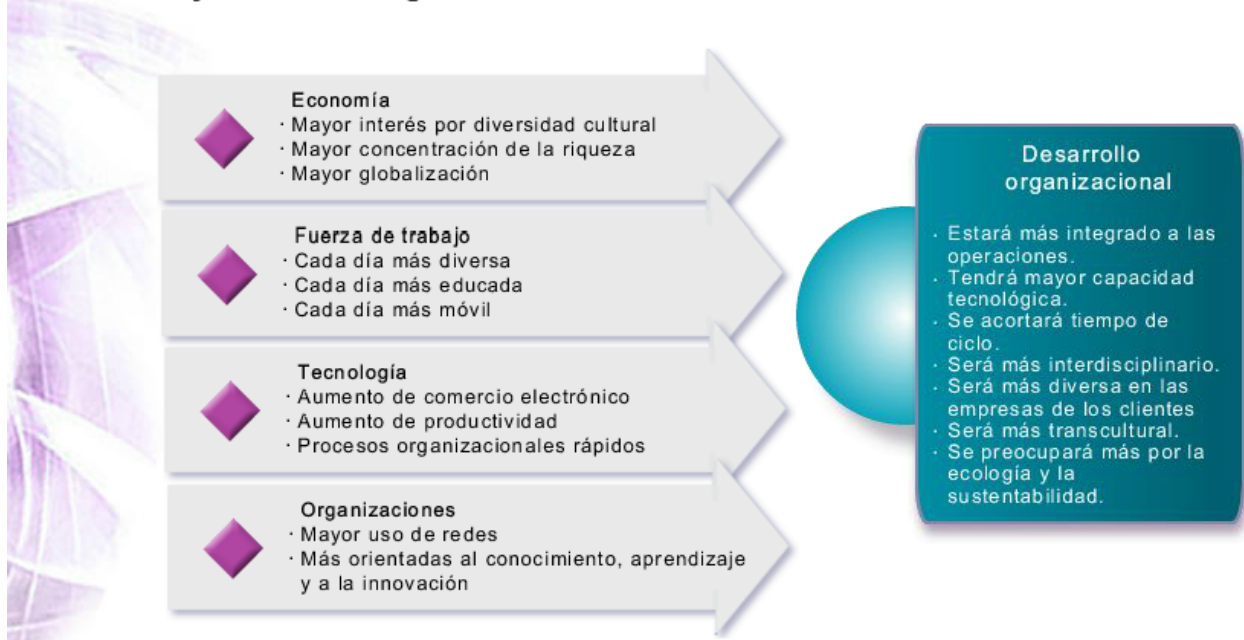 Economía
· Mayor interés por diversidad cultural
· Mayor concentración de la riqueza
· Mayor globalización
Fuerza de trabajo
· Cada día más diversa
· Cada día más educada
· Cada día más móvil
Tecnología
· Aumento de comercio electrónico
· Aumento de productividad
· Procesos organizacionales rápidos
Organizaciones
· Mayor uso de redes
· Más orientadas al conocimiento, aprendizaje
y a la innovación
Desarrollo
organizacional
· Estará más integrado a las
operaciones.
· Tendrá mayor capacidad
tecnológica.
· Se acortará tiempo de
ciclo.
· Será más interdisciplinario.
· Será más diversa en las
empresas de los clientes
· Será más transcultural.
· Se preocupará más por la
ecología y la
sustentabilidad.